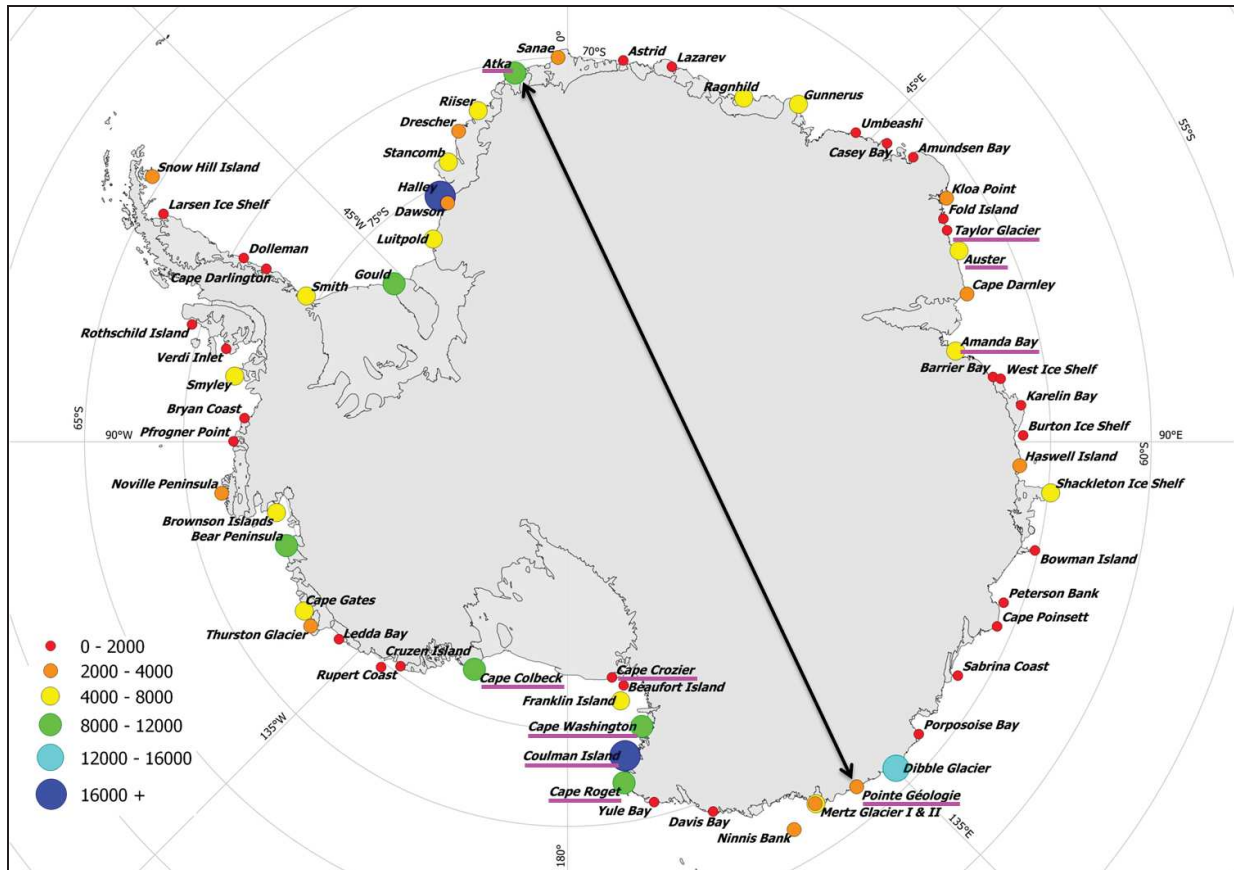 0°
Sanae
70°S
Astrid
Lazarev
Atka
Ragnhild
Gunnerus
45°E
55°S
Riiser
Drescher
Umbeashi
Casey Bay
Amundsen Bay
Stancomb
Snow Hill Island
Halley
Dawson
Kloa Point
Larsen Ice Shelf
45°W
75°S
Fold Island
Taylor Glacier
Luitpold
Auster
Dolleman
Cape Darlington
Gould
Smith
Cape Darnley
Rothschild Island
Verdi Inlet
Amanda Bay
Barrier Bay
West Ice Shelf
Smyley
Karelin Bay
65°S
Bryan Coast
90°W
Pfrogner Point
Burton Ice Shelf
90°E
60°S
Haswell Island
Noville Peninsula
Shackleton Ice Shelf
Brownson Islands
Bear Peninsula
Bowman Island
Cape Gates
Thurston Glacier
Peterson Bank
Cape Poinsett
Ledda Bay
Cruzen Island
Rupert Coast
Cape Colbeck
Cape Crozier
Beaufort Island
Sabrina Coast
Franklin Island
135°W
Cape Washington
Porposoise Bay
Coulman Island
Dibble Glacier
Cape Roget
Pointe Géologie
Yule Bay
Davis Bay
Mertz Glacier I & II
Ninnis Bank
135°E
180°
0 - 2000
2000 - 4000
4000 - 8000
8000 - 12000
12000 - 16000
16000 +